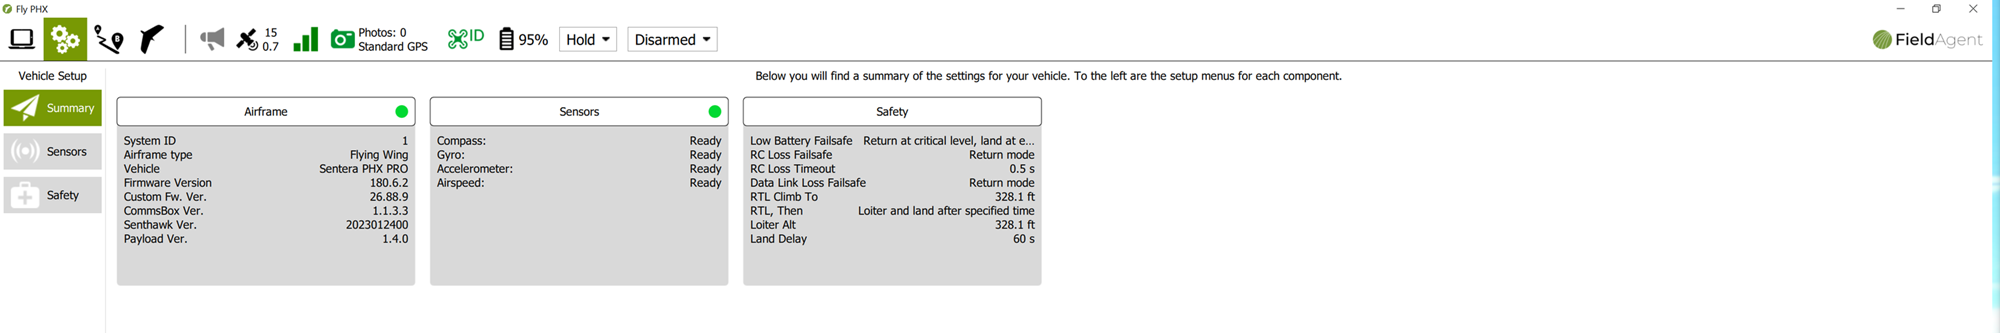 Fly PHX
15
0.7
Photos: 0
Standard GPS
ID
95%
Hold
Disarmed
FieldAgent
Vehicle Setup
Below you will find a summary of the settings for your vehicle. To the left are the setup menus for each component.
Summary
Sensors
Safety
Airframe
System ID 1
Airframe type Flying Wing
Vehicle Sentera PHX PRO
Firmware Version 180.6.2
Custom Fw. Ver. 26.88.9
CommsBox Ver. 1.1.3.3
Senthawk Ver. 2023012400
Payload Ver. 1.4.0
Sensors
Compass: Ready
Gyro: Ready
Accelerometer: Ready
Airspeed: Ready
Safety
Low Battery Failsafe Return at critical level, land at e...
RC Loss Failsafe Return mode
RC Loss Timeout 0.5 s
Data Link Loss Failsafe Return mode
RTL Climb To 328.1 ft
RTL, Then Loiter and land after specified time
Loiter Alt 328.1 ft
Land Delay 60 s